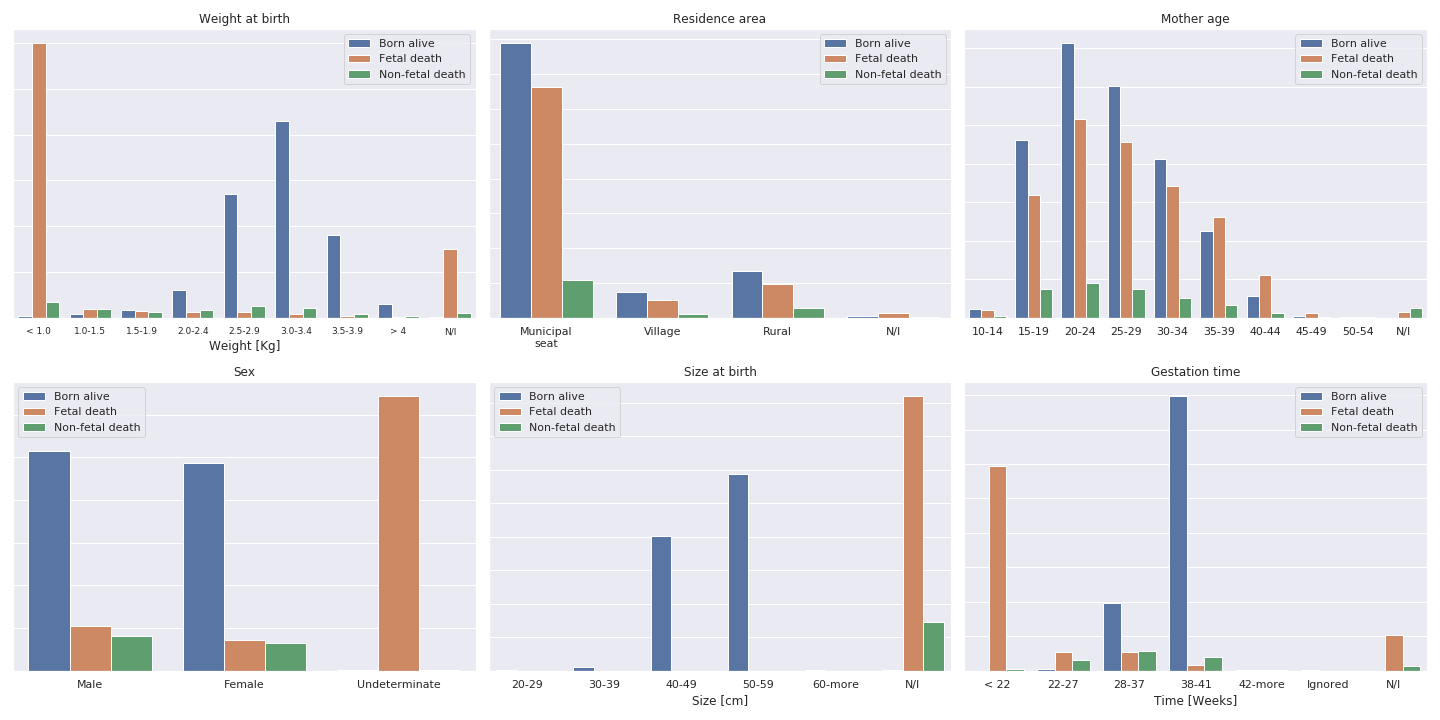 Weight at birth
Born alive
Fetal death
Non-fetal death
< 1.0 1.0-1.5 1.5-1.9 2.0-2.4 2.5-2.9 3.0-3.4 3.5-3.9 > 4 N/I
Weight [Kg]
Residence area
Born alive
Fetal death
Non-fetal death
Municipal seat Village Rural N/I
Mother age
Born alive
Fetal death
Non-fetal death
10-14 15-19 20-24 25-29 30-34 35-39 40-44 45-49 50-54 N/I
Sex
Born alive
Fetal death
Non-fetal death
Male Female Undeterminate
Size at birth
Born alive
Fetal death
Non-fetal death
20-29 30-39 40-49 50-59 60-more N/I
Size [cm]
Gestation time
Born alive
Fetal death
Non-fetal death
< 22 22-27 28-37 38-41 42-more Ignored N/I
Time [Weeks]